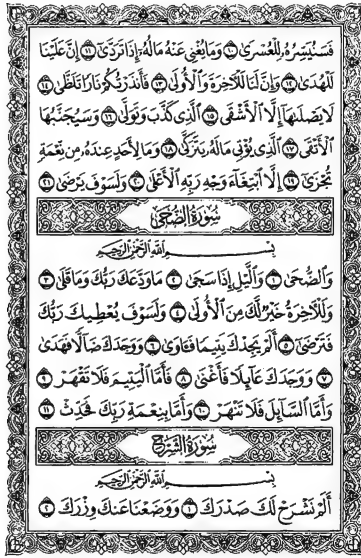 فَسَنُيَسِّرُهُۥ لِلْعُسْرَىٰ ١٠ وَمَا يُغْنِى عَنْهُ مَالُهُۥٓ إِذَا تَرَدَّىٰٓ ١١ إِنَّ عَلَيْنَا
لَلْهُدَىٰ ١٢ وَإِنَّ لَنَا لَلْءَاخِرَةَ وَٱلْأُولَىٰ ١٣ فَأَنذَرْتُكُمْ نَارًا تَلَظَّىٰ ١٤
لَا يَصْلَىٰهَآ إِلَّا ٱلْأَشْقَى ١٥ ٱلَّذِى كَذَّبَ وَتَوَلَّىٰ ١٦ وَسَيُجَنَّبُهَا
ٱلْأَتْقَى ١٧ ٱلَّذِى يُؤْتِى مَالَهُۥ يَتَزَكَّىٰ ١٨ وَمَا لِأَحَدٍ عِندَهُۥ مِن نِّعْمَةٍ
تُجْزَىٰٓ ١٩ إِلَّا ٱبْتِغَآءَ وَجْهِ رَبِّهِ ٱلْأَعْلَىٰ ٢٠ وَلَسَوْفَ يَرْضَىٰ ٢١
سُورَةُ الضُّحَىٰ
بِسْمِ ٱللَّهِ ٱلرَّحْمَٰنِ ٱلرَّحِيمِ
وَٱلضُّحَىٰ ١ وَٱلَّيْلِ إِذَا سَجَىٰ ٢ مَا وَدَّعَكَ رَبُّكَ وَمَا قَلَىٰ ٣
وَلَلْءَاخِرَةُ خَيْرٌ لَّكَ مِنَ ٱلْأُولَىٰ ٤ وَلَسَوْفَ يُعْطِيكَ رَبُّكَ
فَتَرْضَىٰٓ ٥ أَلَمْ يَجِدْكَ يَتِيمًا فَـَٔاوَىٰ ٦ وَوَجَدَكَ ضَآلًّا فَهَدَىٰ
٧ وَوَجَدَكَ عَآئِلًا فَأَغْنَىٰ ٨ فَأَمَّا ٱلْيَتِيمَ فَلَا تَقْهَرْ ٩
وَأَمَّا ٱلسَّآئِلَ فَلَا تَنْهَرْ ١٠ وَأَمَّا بِنِعْمَةِ رَبِّكَ فَحَدِّثْ ١١
سُورَةُ الشَّرْحِ
بِسْمِ ٱللَّهِ ٱلرَّحْمَٰنِ ٱلرَّحِيمِ
أَلَمْ نَشْرَحْ لَكَ صَدْرَكَ ١ وَوَضَعْنَا عَنكَ وِزْرَكَ ٢